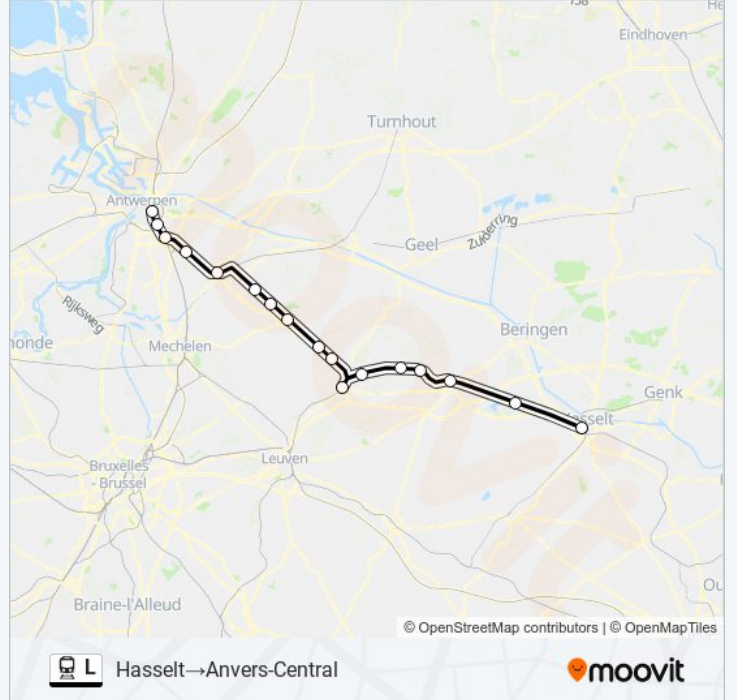 Eindhoven
Turnhout
Antwerpen
Geel
Zuiderring
Rijksweg
Beringen
Mechelen
Genk
Leuven
Bruxelles
- Brussel
Braine-l'Alleud
© OpenStreetMap contributors | © OpenMapTiles
L Hasselt→Anvers-Central
moovit